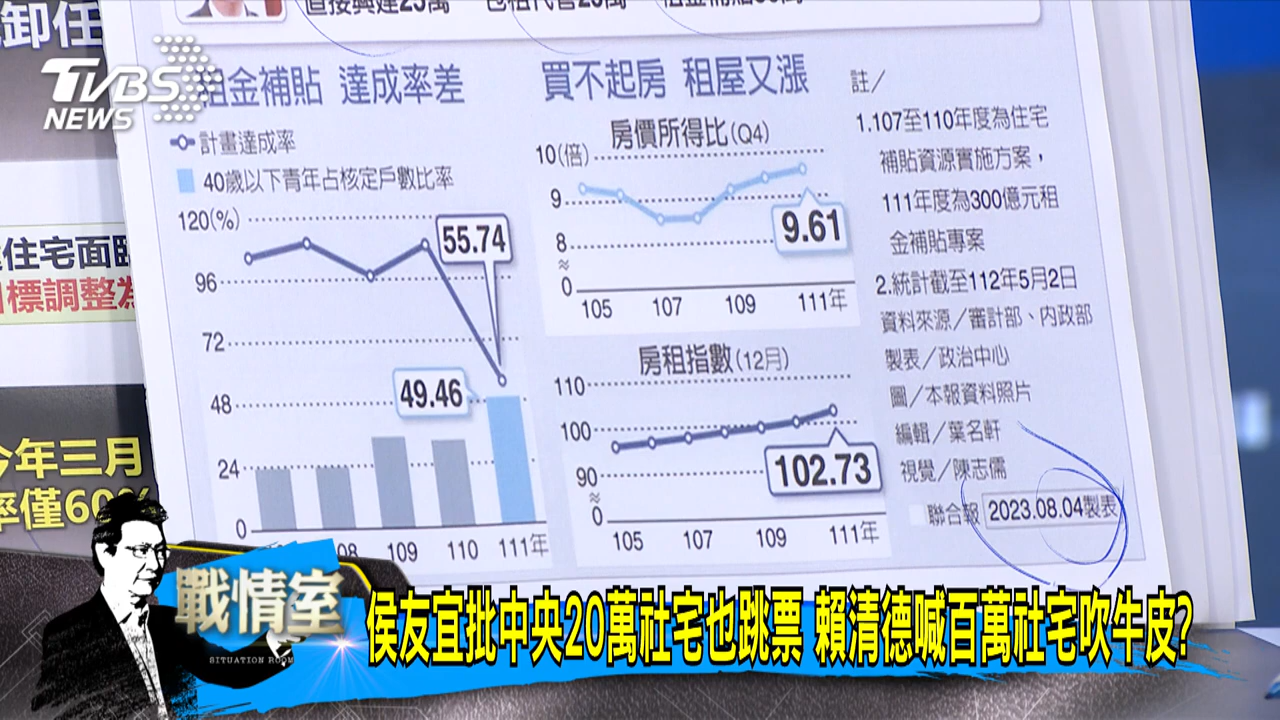 卸任
直接興建25萬
TVBS
NEWS
租金補貼 達成率差
計畫達成率
40歲以下青年占核定戶數比率
120(%)
96
72
48
24
0
55.74
49.46
08
109
110
111年
買不起房 租屋又漲
房價所得比(Q4)
10(倍)
9
8
0
9.61
105
107
109
111年
房租指數(12月)
110
100
90
0
102.73
105
107
109
111年
註/
1.107至110年度為住宅
補貼資源實施方案,
111年度為300億元租
金補貼專案
2.統計截至112年5月2日
資料來源/審計部、內政部
製表/政治中心
圖/本報資料照片
編輯/葉名軒
視覺/陳志儒
聯合報 2023.08.04製表
住宅面臨
目標調整為
今年三月
率僅60%
戰情室
SITUATION ROOM
侯友宜批中央20萬社宅也跳票 賴清德喊百萬社宅吹牛皮?